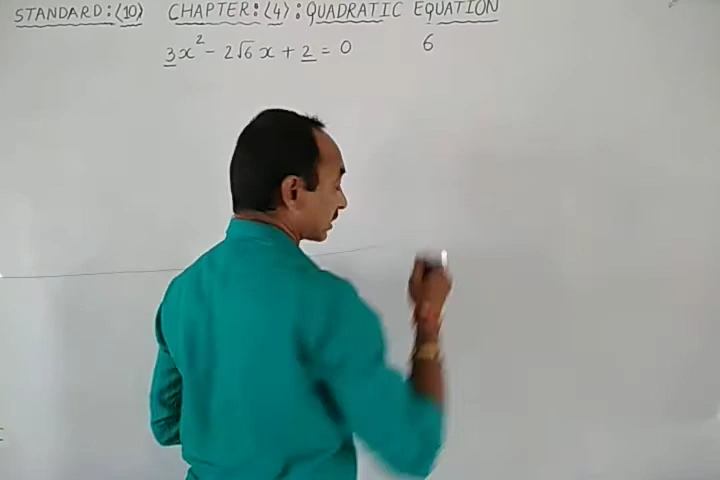 STANDARD:⟨10⟩ CHAPTER:⟨4⟩: QUADRATIC EQUATION
3x² - 2√6 x + 2 = 0 6